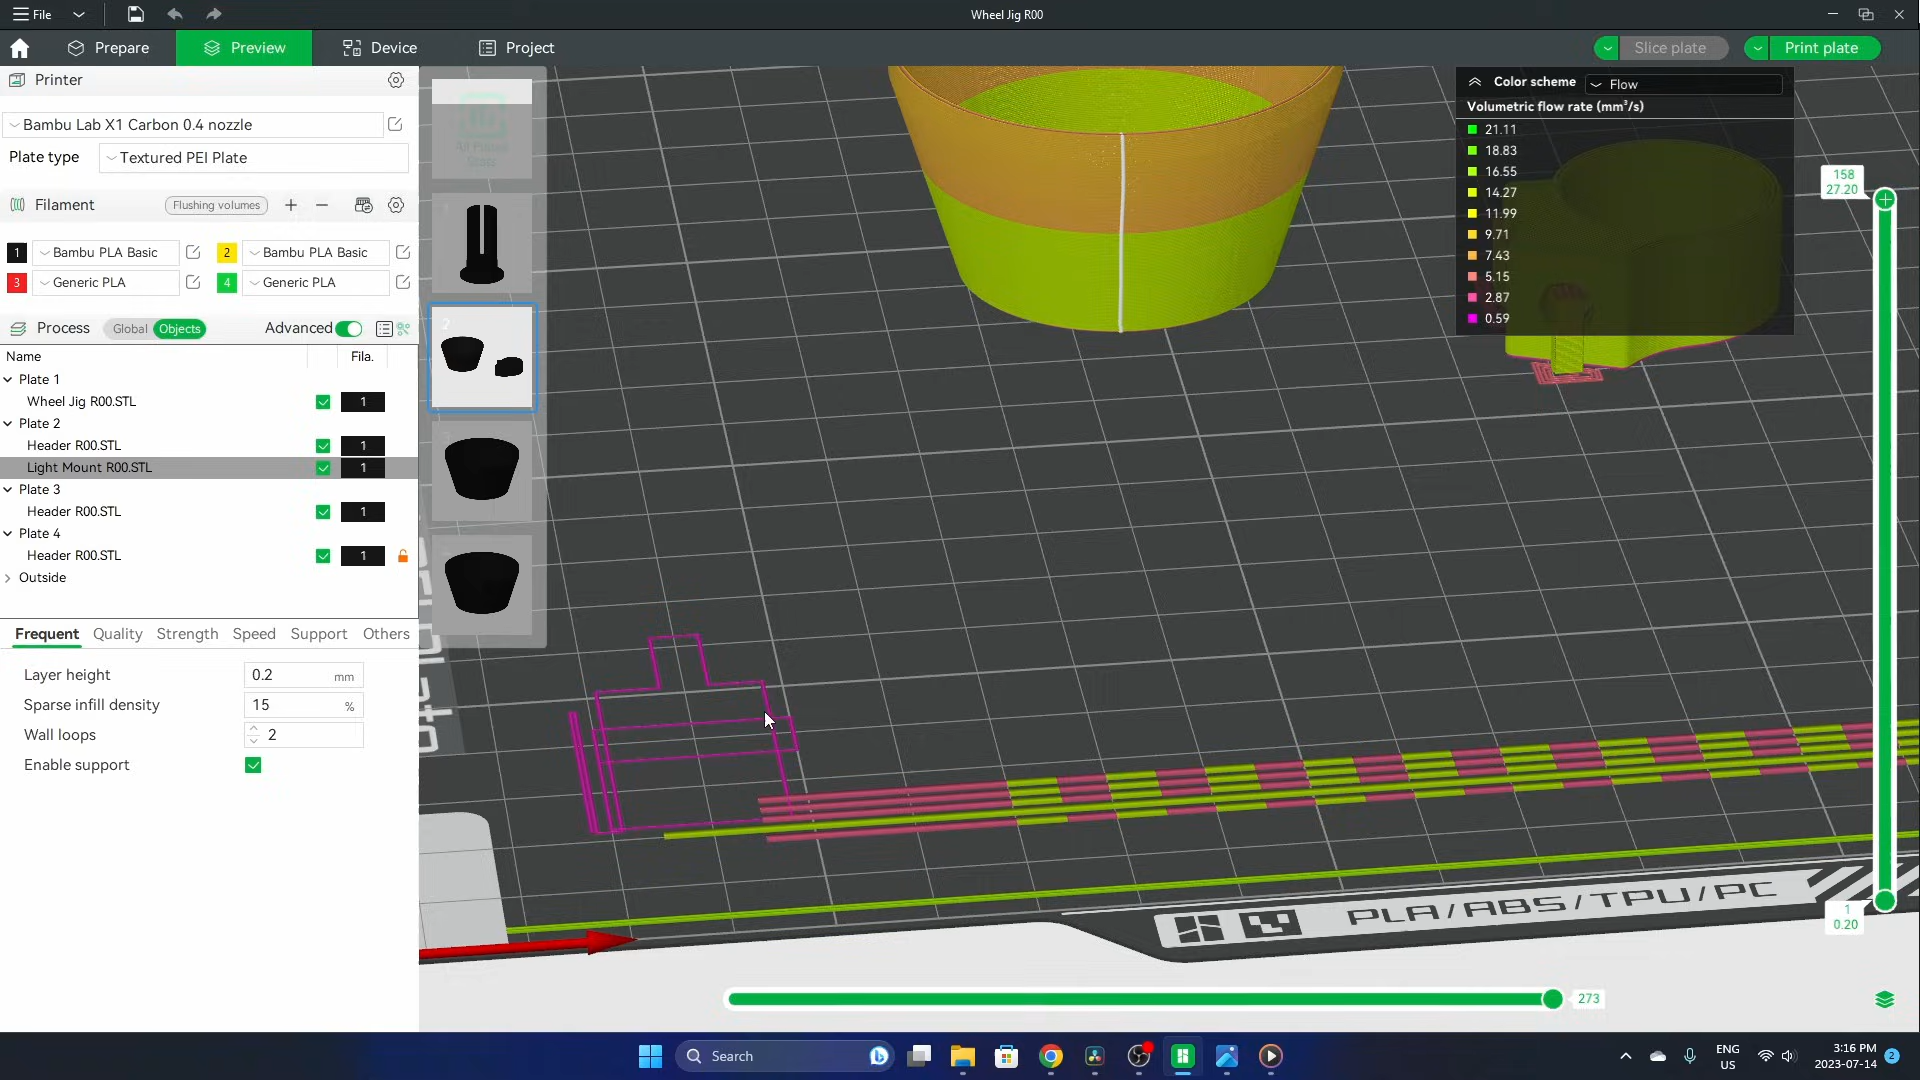 File
Wheel Jig R00
Prepare
Preview
Device
Project
Slice plate
Print plate
Printer
Bambu Lab X1 Carbon 0.4 nozzle
Plate type
Textured PEI Plate
Filament
Flushing volumes
1 Bambu PLA Basic
2 Bambu PLA Basic
3 Generic PLA
4 Generic PLA
Process
Global
Objects
Advanced
Name
Fila.
Plate 1
Wheel Jig R00.STL 1
Plate 2
Header R00.STL 1
Light Mount R00.STL 1
Plate 3
Header R00.STL 1
Plate 4
Header R00.STL 1
Outside
Frequent
Quality
Strength
Speed
Support
Others
Layer height 0.2 mm
Sparse infill density 15 %
Wall loops 2
Enable support
All Plates
Stats
2
Color scheme
Flow
Volumetric flow rate (mm³/s)
21.11
18.83
16.55
14.27
11.99
9.71
7.43
5.15
2.87
0.59
158
27.20
1
0.20
PLA/ABS/TPU/PC
273
Search
ENG
US
3:16 PM
2023-07-14
2